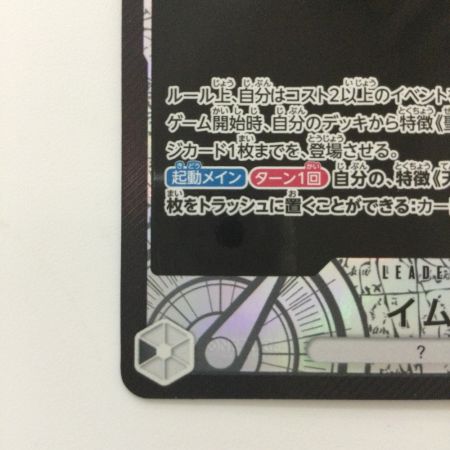 ルール上、自分はコスト2以上のイベント
ゲーム開始時、自分のデッキから特徴《
ジカード1枚までを、登場させる。
起動メイン ターン1回 自分の、特徴《天
枚をトラッシュに置くことができる:カー
LEADE
イム
?